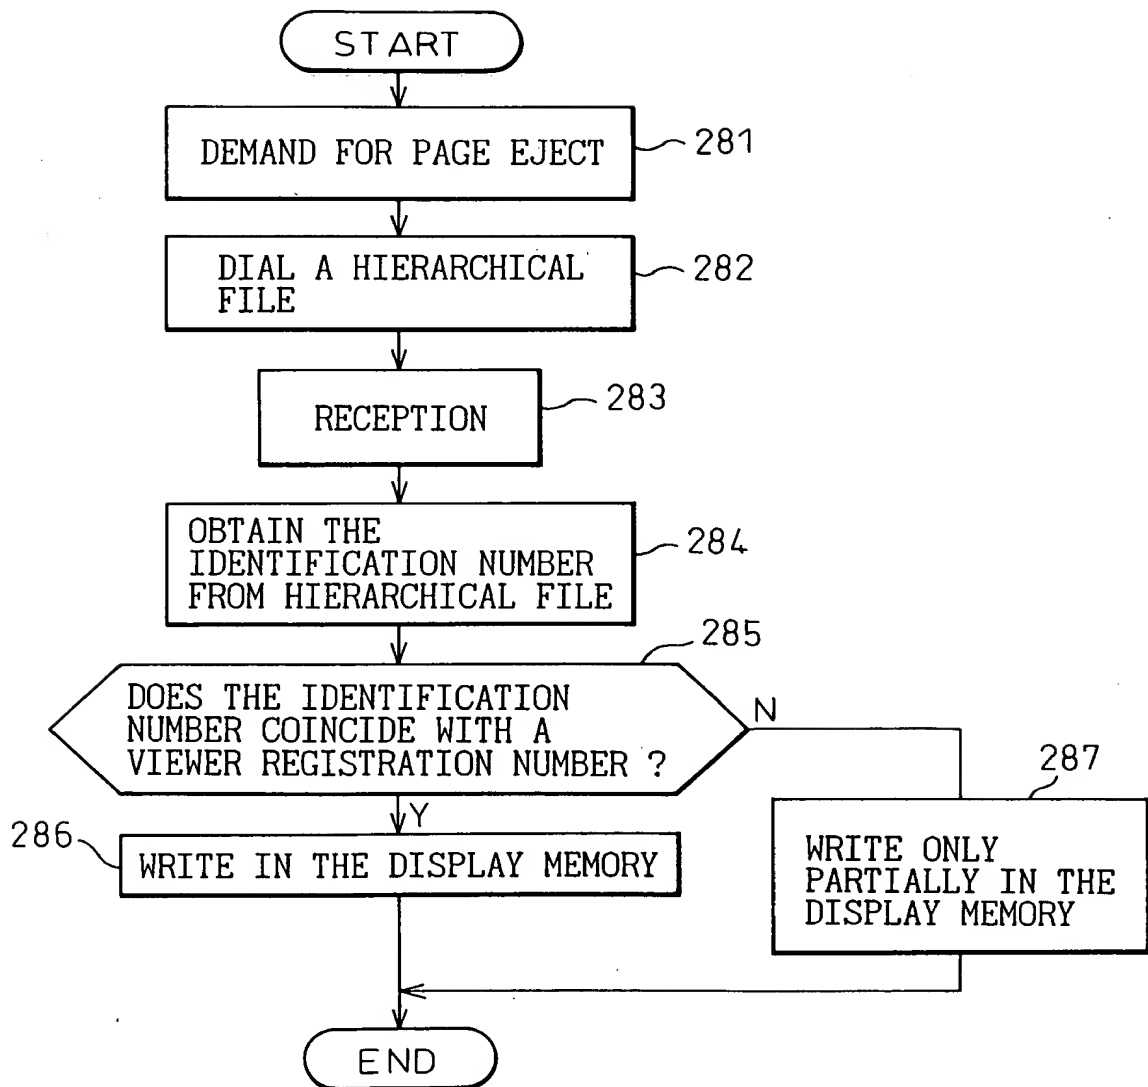 START
DEMAND FOR PAGE EJECT
281
DIAL A HIERARCHICAL
FILE
282
RECEPTION
283
OBTAIN THE
IDENTIFICATION NUMBER
FROM HIERARCHICAL FILE
284
285
DOES THE IDENTIFICATION
NUMBER COINCIDE WITH A
VIEWER REGISTRATION NUMBER ?
N
Y
287
286
WRITE IN THE DISPLAY MEMORY
WRITE ONLY
PARTIALLY IN THE
DISPLAY MEMORY
END